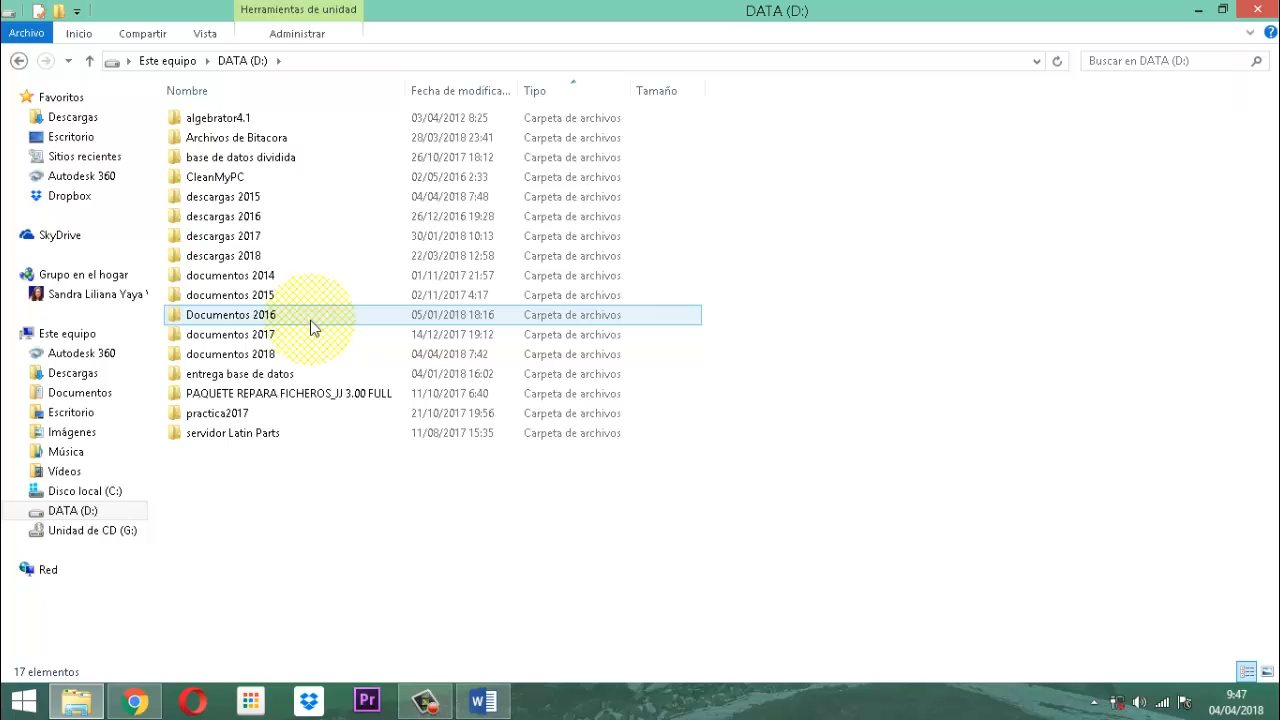 Herramientas de unidad
DATA (D:)
Archivo Inicio Compartir Vista Administrar
Este equipo DATA (D:) Buscar en DATA (D:)
Nombre Fecha de modifica... Tipo Tamaño
algebrator4.1 03/04/2012 8:25 Carpeta de archivos
Archivos de Bitacora 28/03/2018 23:41 Carpeta de archivos
base de datos dividida 26/10/2017 18:12 Carpeta de archivos
CleanMyPC 02/05/2016 2:33 Carpeta de archivos
descargas 2015 04/04/2018 7:48 Carpeta de archivos
descargas 2016 26/12/2016 19:28 Carpeta de archivos
descargas 2017 30/01/2018 10:13 Carpeta de archivos
descargas 2018 22/03/2018 12:58 Carpeta de archivos
documentos 2014 01/11/2017 21:57 Carpeta de archivos
documentos 2015 02/11/2017 4:17 Carpeta de archivos
Documentos 2016 05/01/2018 18:16 Carpeta de archivos
documentos 2017 14/12/2017 19:12 Carpeta de archivos
documentos 2018 04/04/2018 7:42 Carpeta de archivos
entrega base de datos 04/01/2018 16:02 Carpeta de archivos
PAQUETE REPARA FICHEROS_JJ 3.00 FULL 11/10/2017 6:40 Carpeta de archivos
practica2017 21/10/2017 19:56 Carpeta de archivos
servidor Latin Parts 11/08/2017 15:35 Carpeta de archivos
Favoritos
Descargas
Escritorio
Sitios recientes
Autodesk 360
Dropbox
SkyDrive
Grupo en el hogar
Sandra Liliana Yaya
Este equipo
Autodesk 360
Descargas
Documentos
Escritorio
Imágenes
Música
Vídeos
Disco local (C:)
DATA (D:)
Unidad de CD (G:)
Red
17 elementos
Pr
9:47
04/04/2018